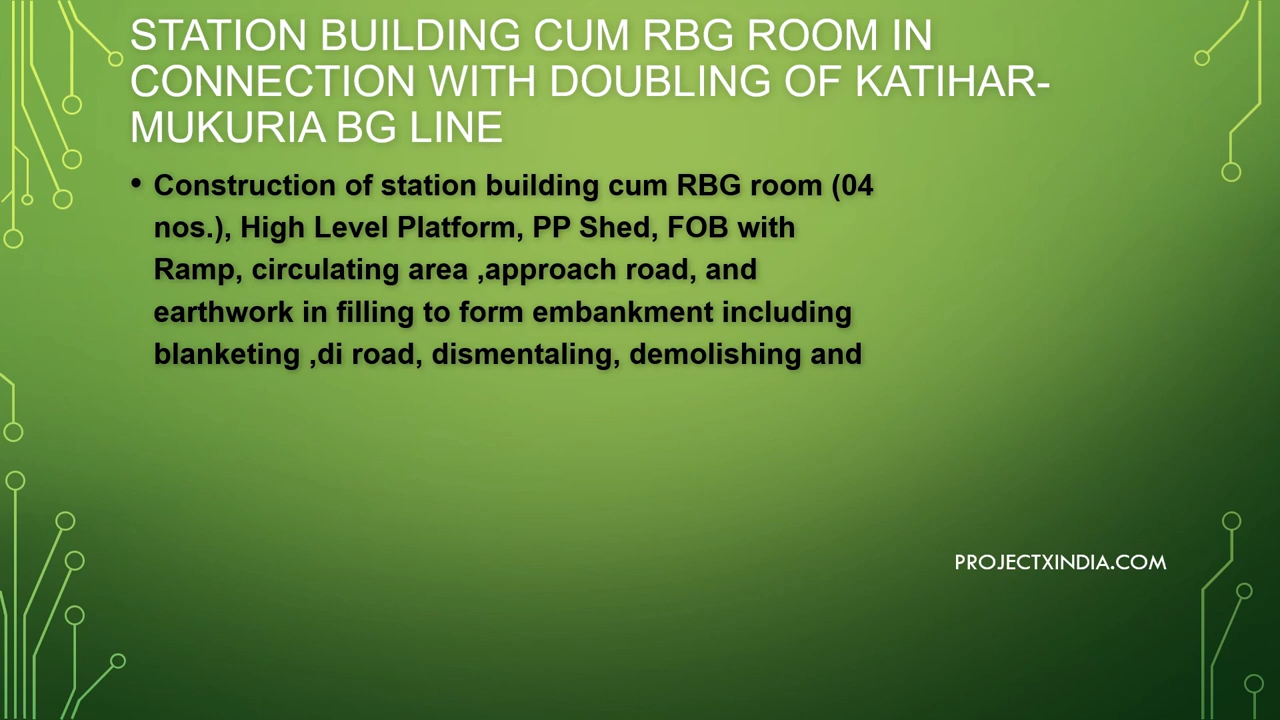 STATION BUILDING CUM RBG ROOM IN
CONNECTION WITH DOUBLING OF KATIHAR-
MUKURIA BG LINE
• Construction of station building cum RBG room (04
nos.), High Level Platform, PP Shed, FOB with
Ramp, circulating area ,approach road, and
earthwork in filling to form embankment including
blanketing ,di road, dismentaling, demolishing and
PROJECTXINDIA.COM